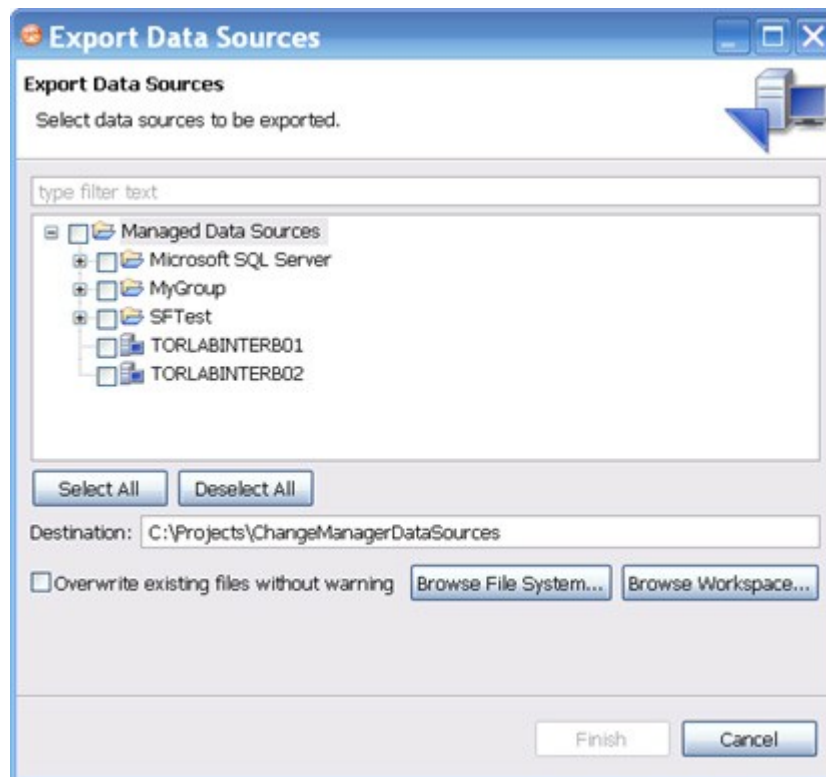 Export Data Sources
Export Data Sources
Select data sources to be exported.
type filter text
Managed Data Sources
Microsoft SQL Server
MyGroup
SFTest
TORLABINTERB01
TORLABINTERB02
Select All Deselect All
Destination: C:\Projects\ChangeManagerDataSources
Overwrite existing files without warning Browse File System... Browse Workspace...
Finish Cancel